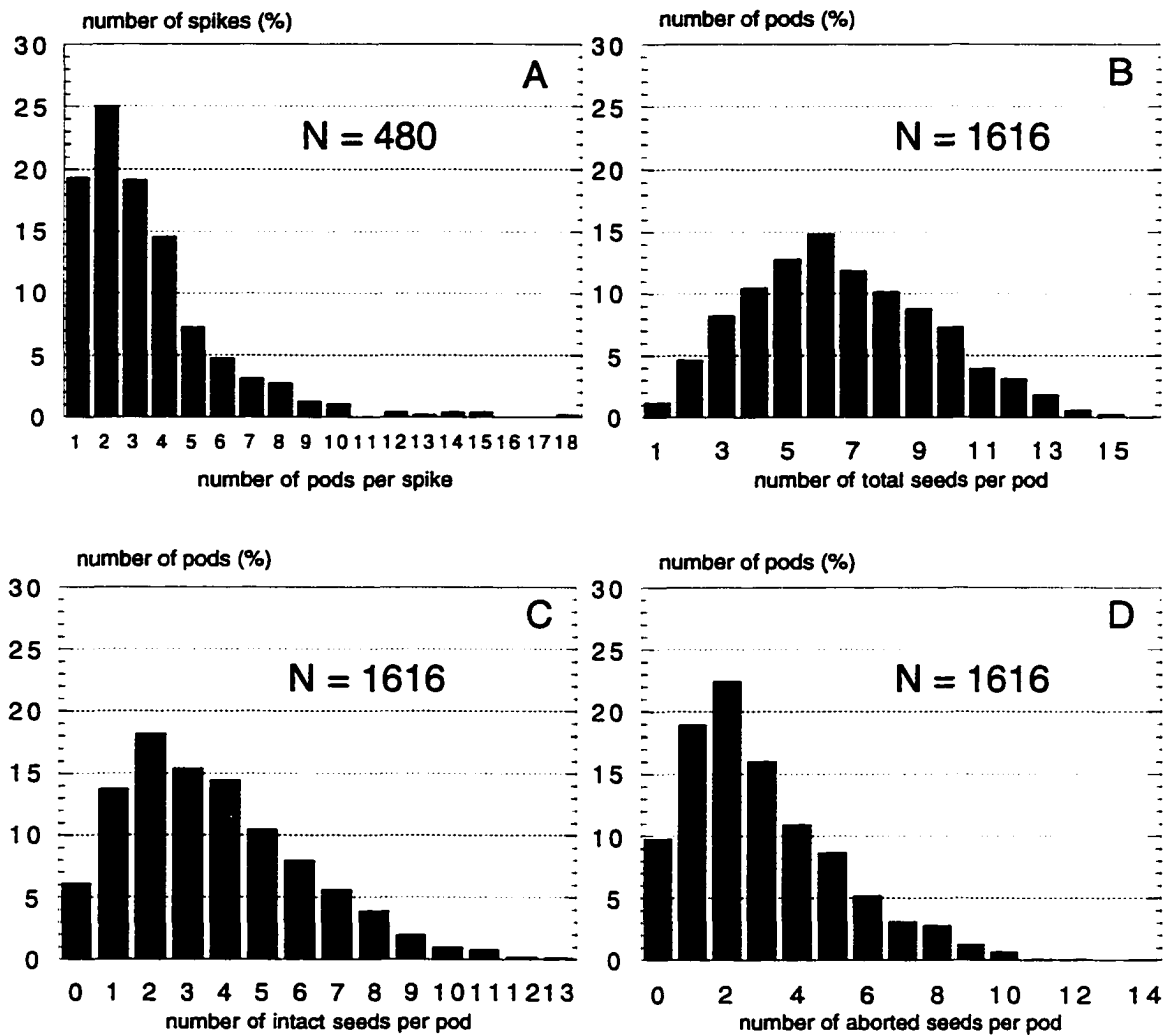 number of spikes (%)
30
25
20
15
10
5
0
A
N = 480
1 2 3 4 5 6 7 8 9 10 11 12 13 14 15 16 17 18
number of pods per spike
number of pods (%)
30
25
20
15
10
5
0
B
N = 1616
1 3 5 7 9 11 13 15
number of total seeds per pod
number of pods (%)
30
25
20
15
10
5
0
C
N = 1616
0 1 2 3 4 5 6 7 8 9 10 11 12 13
number of intact seeds per pod
number of pods (%)
30
25
20
15
10
5
0
D
N = 1616
0 2 4 6 8 10 12 14
number of aborted seeds per pod